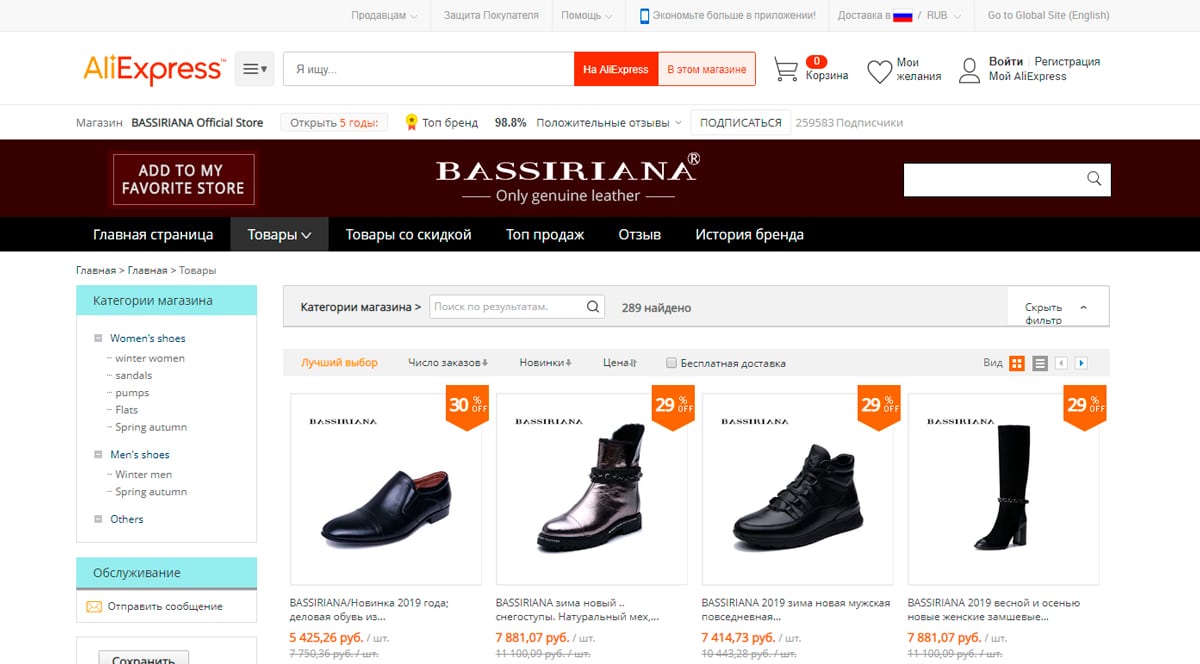 Продавцам
Защита Покупателя
Помощь
Экономьте больше в приложении!
Доставка в / RUB
Go to Global Site (English)
AliExpress™
Я ищу...
На AliExpress
В этом магазине
0
Корзина
Мои
желания
Войти | Регистрация
Мой AliExpress
Магазин BASSIRIANA Official Store
Открыть 5 годы:
Топ бренд
98.8% Положительные отзывы
ПОДПИСАТЬСЯ
259583 Подписчики
ADD TO MY
FAVORITE STORE
BASSIRIANA®
Only genuine leather
Главная страница
Товары
Товары со скидкой
Топ продаж
Отзыв
История бренда
Главная > Главная > Товары
Категории магазина
Women's shoes
winter women
sandals
pumps
Flats
Spring autumn
Men's shoes
Winter men
Spring autumn
Others
Обслуживание
Отправить сообщение
Сохранить
Категории магазина >
Поиск по результатам.
289 найдено
Скрыть
фильтр
Лучший выбор
Число заказов
Новинки
Цена
Бесплатная доставка
Вид
30 % OFF
BASSIRIANA
BASSIRIANA/Новинка 2019 года;
деловая обувь из...
5 425,26 руб. / шт.
7 750,36 руб. / шт.
29 % OFF
BASSIRIANA
BASSIRIANA зима новый ..
снегоступы. Натуральный мех,...
7 881,07 руб. / шт.
11 100,09 руб. / шт.
29 % OFF
BASSIRIANA
BASSIRIANA 2019 зима новая мужская
повседневная...
7 414,73 руб. / шт.
10 443,28 руб. / шт.
29 % OFF
BASSIRIANA
BASSIRIANA 2019 весной и осенью
новые женские замшевые...
7 881,07 руб. / шт.
11 100,09 руб. / шт.